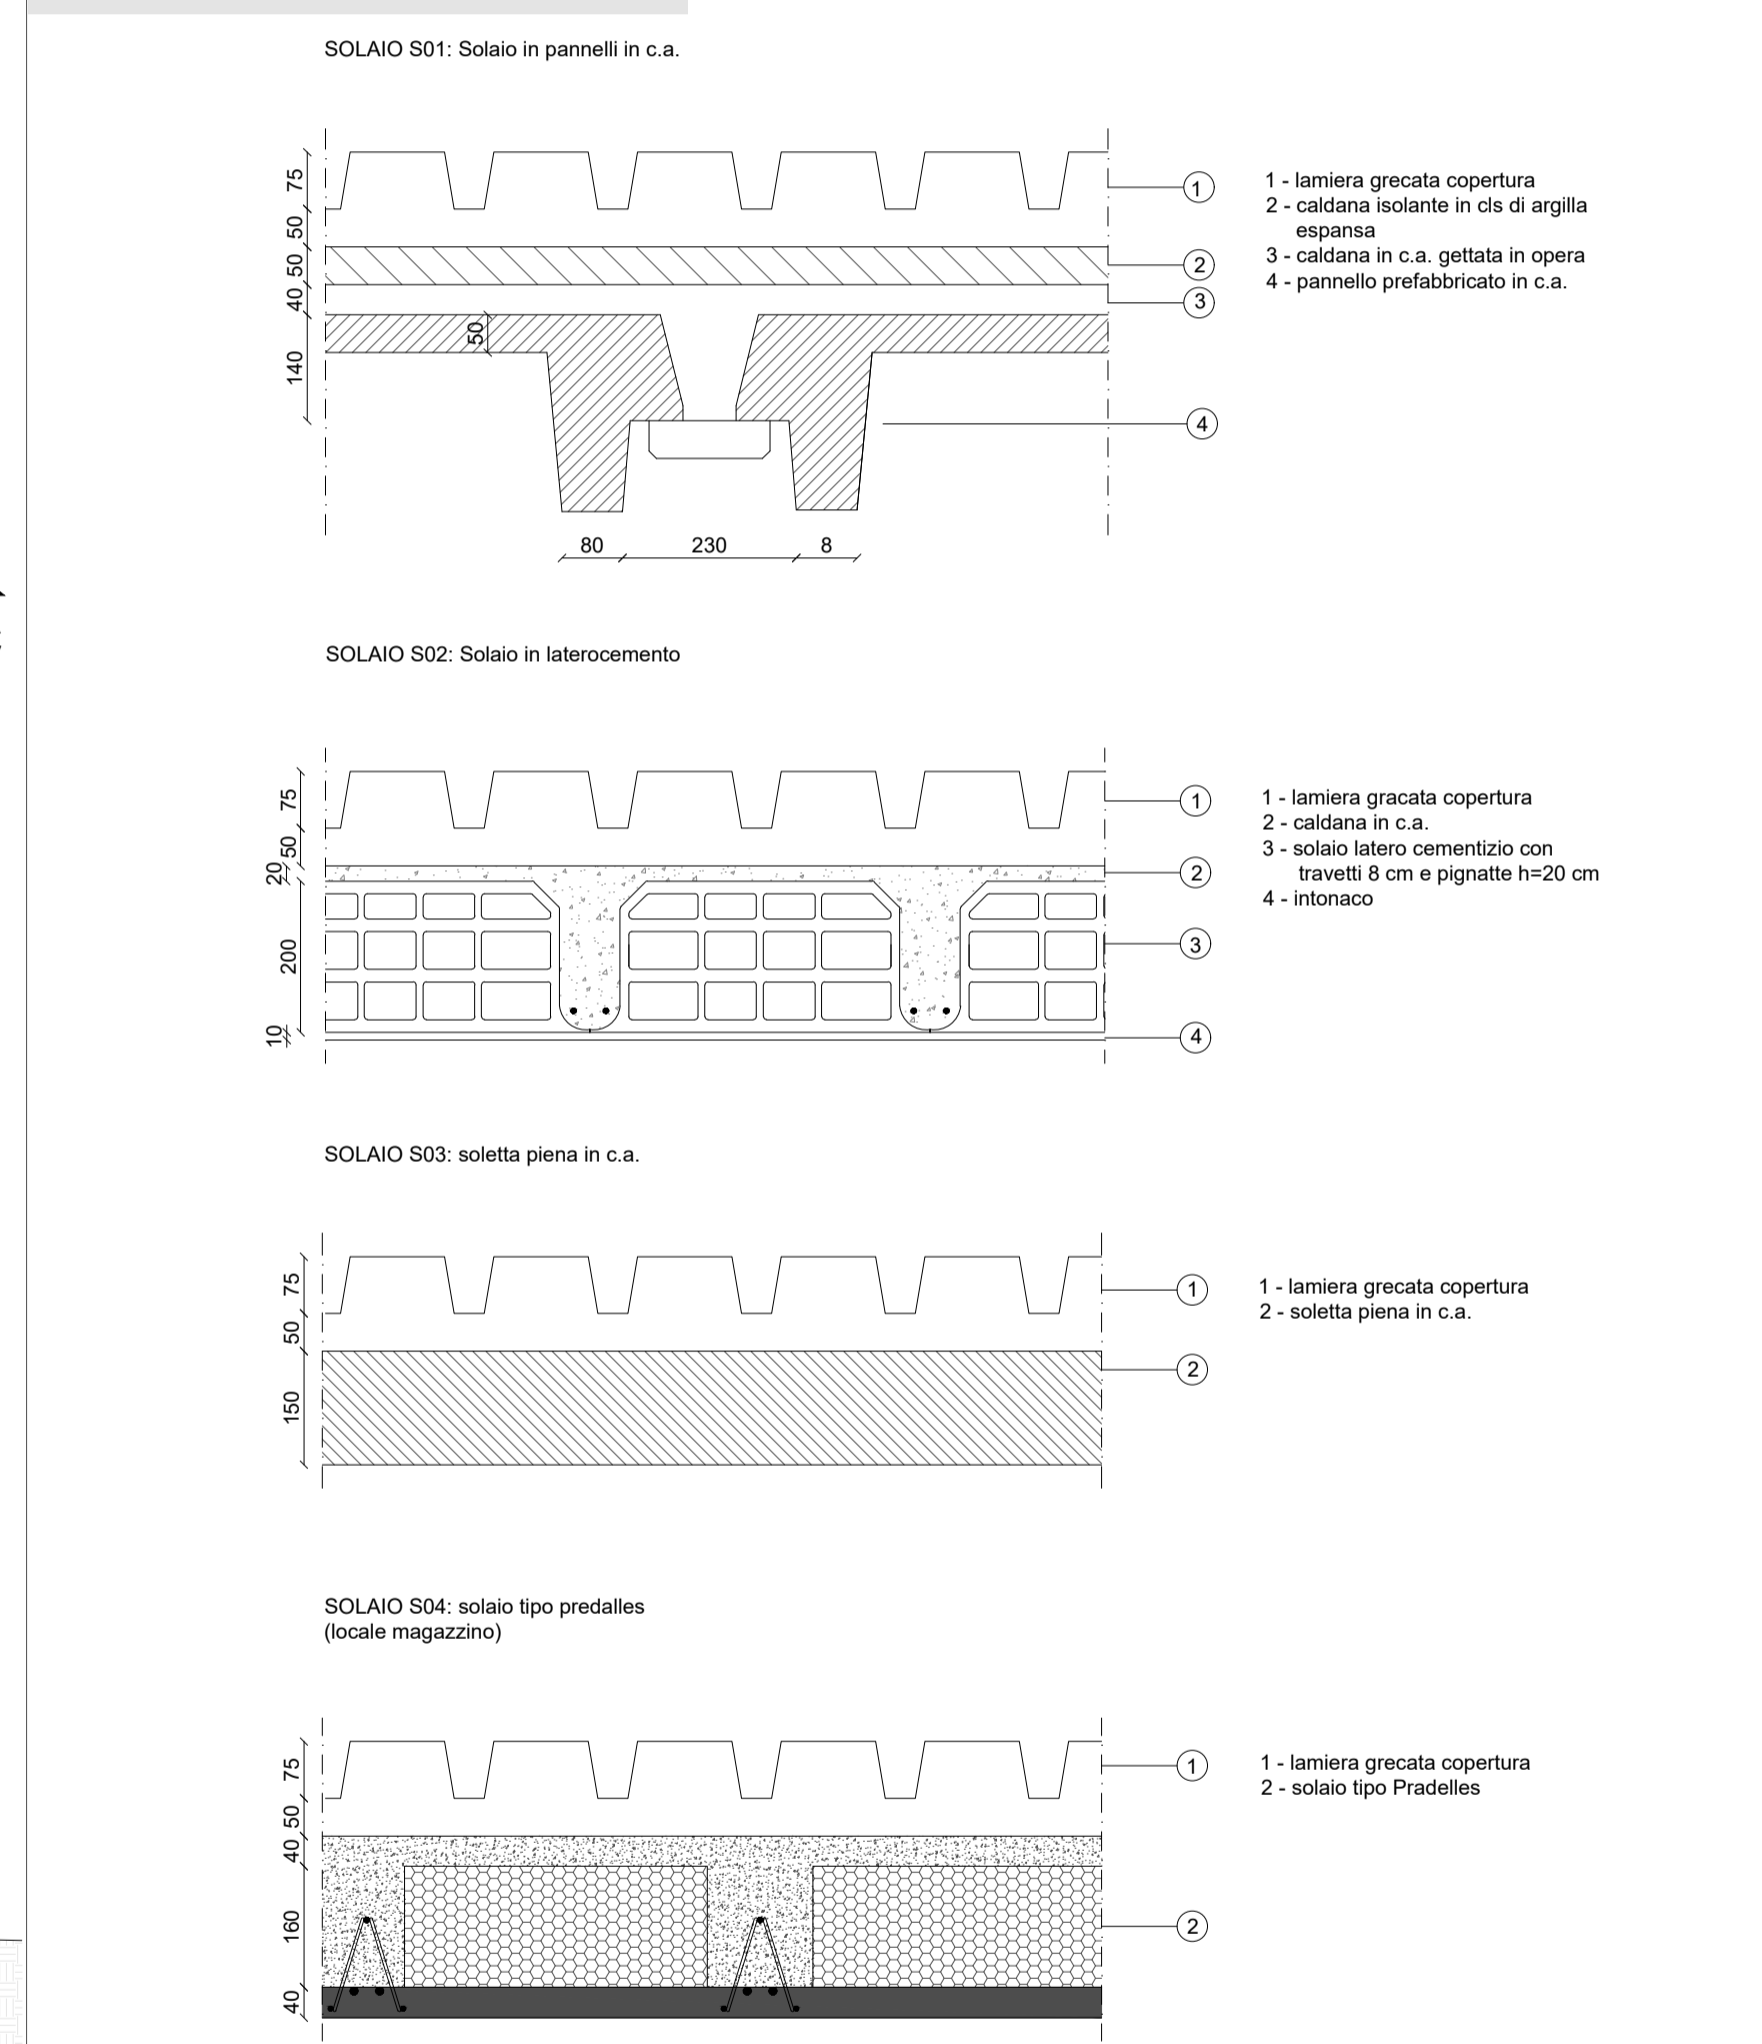 SOLAIO S01: Solaio in pannelli in c.a.
75
50
50
40
140
50
80
230
8
1
2
3
4
1 - lamiera grecata copertura
2 - caldana isolante in cls di argilla
espansa
3 - caldana in c.a. gettata in opera
4 - pannello prefabbricato in c.a.
SOLAIO S02: Solaio in laterocemento
75
50
20
200
10
1
2
3
4
1 - lamiera gracata copertura
2 - caldana in c.a.
3 - solaio latero cementizio con
travetti 8 cm e pignatte h=20 cm
4 - intonaco
SOLAIO S03: soletta piena in c.a.
75
50
150
1
2
1 - lamiera grecata copertura
2 - soletta piena in c.a.
SOLAIO S04: solaio tipo predalles
(locale magazzino)
75
50
40
160
40
1
2
1 - lamiera grecata copertura
2 - solaio tipo Pradelles